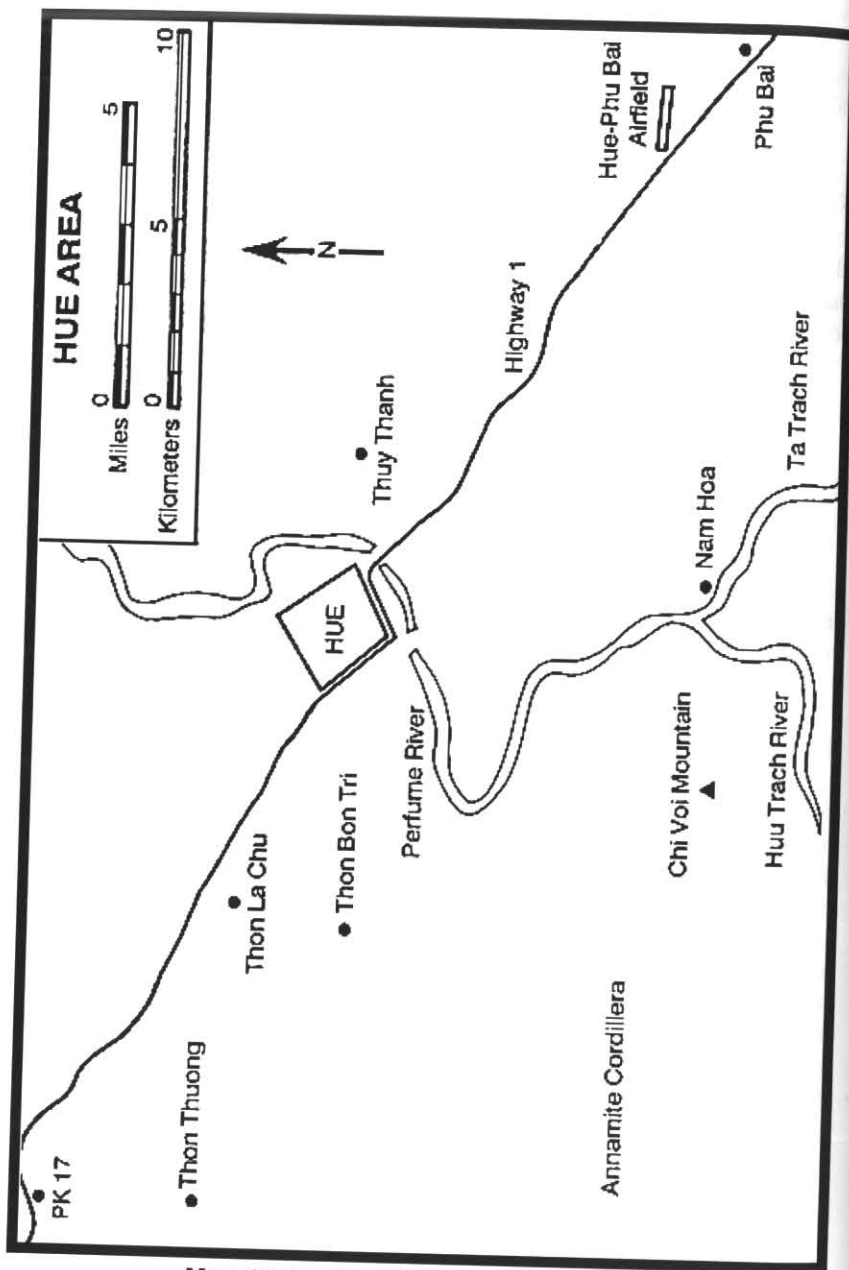 HUE AREA
0 5
Miles
0 5 10
Kilometers
N
PK 17
Thon Thuong
Thon La Chu
Thon Bon Tri
HUE
Thuy Thanh
Perfume River
Highway 1
Hue-Phu Bai
Airfield
Phu Bai
Annamite Cordillera
Chi Voi Mountain
Nam Hoa
Huu Trach River
Ta Trach River